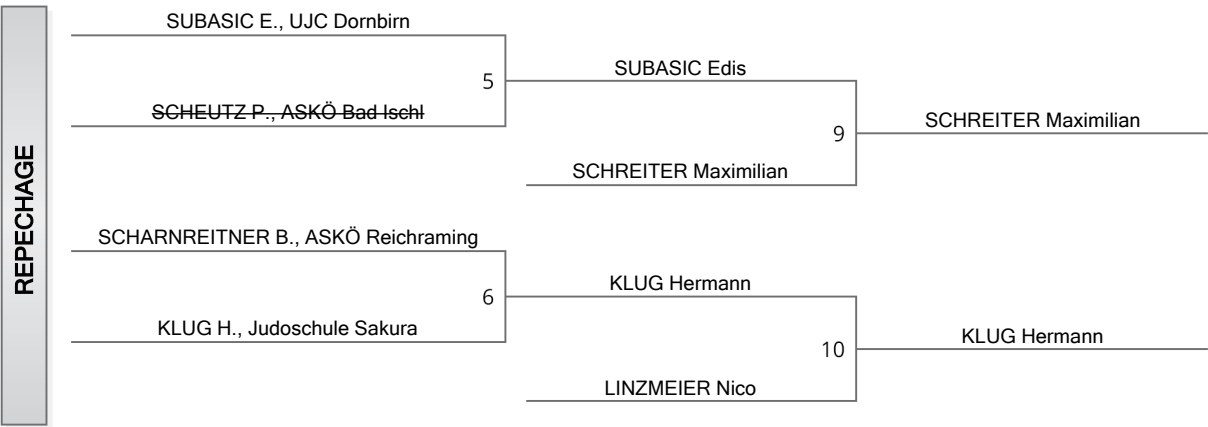 REPECHAGE
SUBASIC E., UJC Dornbirn
5
SUBASIC Edis
SCHEUTZ P., ASKÖ Bad Ischl
9
SCHREITER Maximilian
SCHREITER Maximilian
SCHARNREITNER B., ASKÖ Reichraming
6
KLUG Hermann
KLUG H., Judoschule Sakura
10
KLUG Hermann
LINZMEIER Nico